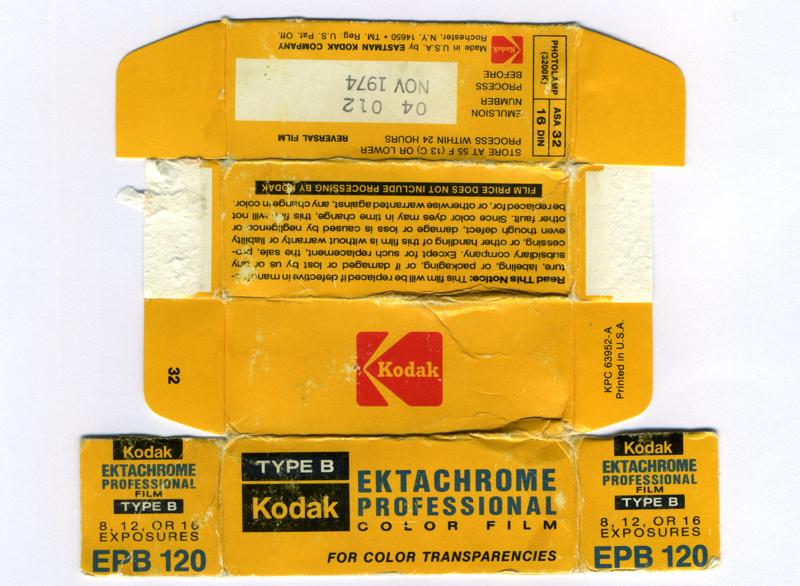 Made in U.S.A. by EASTMAN KODAK COMPANY
Rochester, N.Y. 14650 • TM. Reg. U.S. Pat. Off.
Kodak
PHOTOLAMP
(3200K)
ASA 32
16 DIN
EMULSION
NUMBER
04 012
PROCESS
BEFORE
NOV 1974
STORE AT 55 F (13 C) OR LOWER
PROCESS WITHIN 24 HOURS
REVERSAL FILM
Read This Notice: This film will be replaced if defective in manufac-
ture, labeling, or packaging, or if damaged or lost by us or any
subsidiary company. Except for such replacement, the sale, pro-
cessing, or other handling of this film is without warranty or liability
even though defect, damage or loss is caused by negligence or
other fault. Since color dyes may in time change, this film will not
be replaced for, or otherwise warranted against, any change in color.
FILM PRICE DOES NOT INCLUDE PROCESSING BY KODAK
32
Kodak
KPC 63952-A
Printed in U.S.A.
Kodak
EKTACHROME
PROFESSIONAL
FILM
TYPE B
8, 12, OR 16
EXPOSURES
EPB 120
TYPE B
Kodak
EKTACHROME
PROFESSIONAL
COLOR FILM
FOR COLOR TRANSPARENCIES
Kodak
EKTACHROME
PROFESSIONAL
FILM
TYPE B
8, 12, OR 16
EXPOSURES
EPB 120